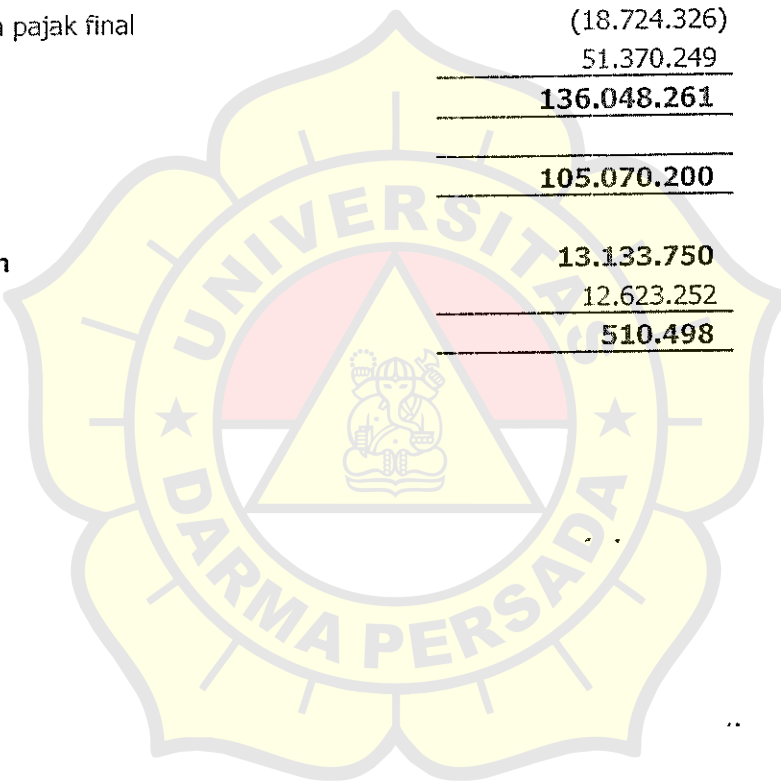 pajak final (18.724.326)
51.370.249
136.048.261
105.070.200
13.133.750
12.623.252
510.498
UNIVERSITAS
DARMA PERSADA